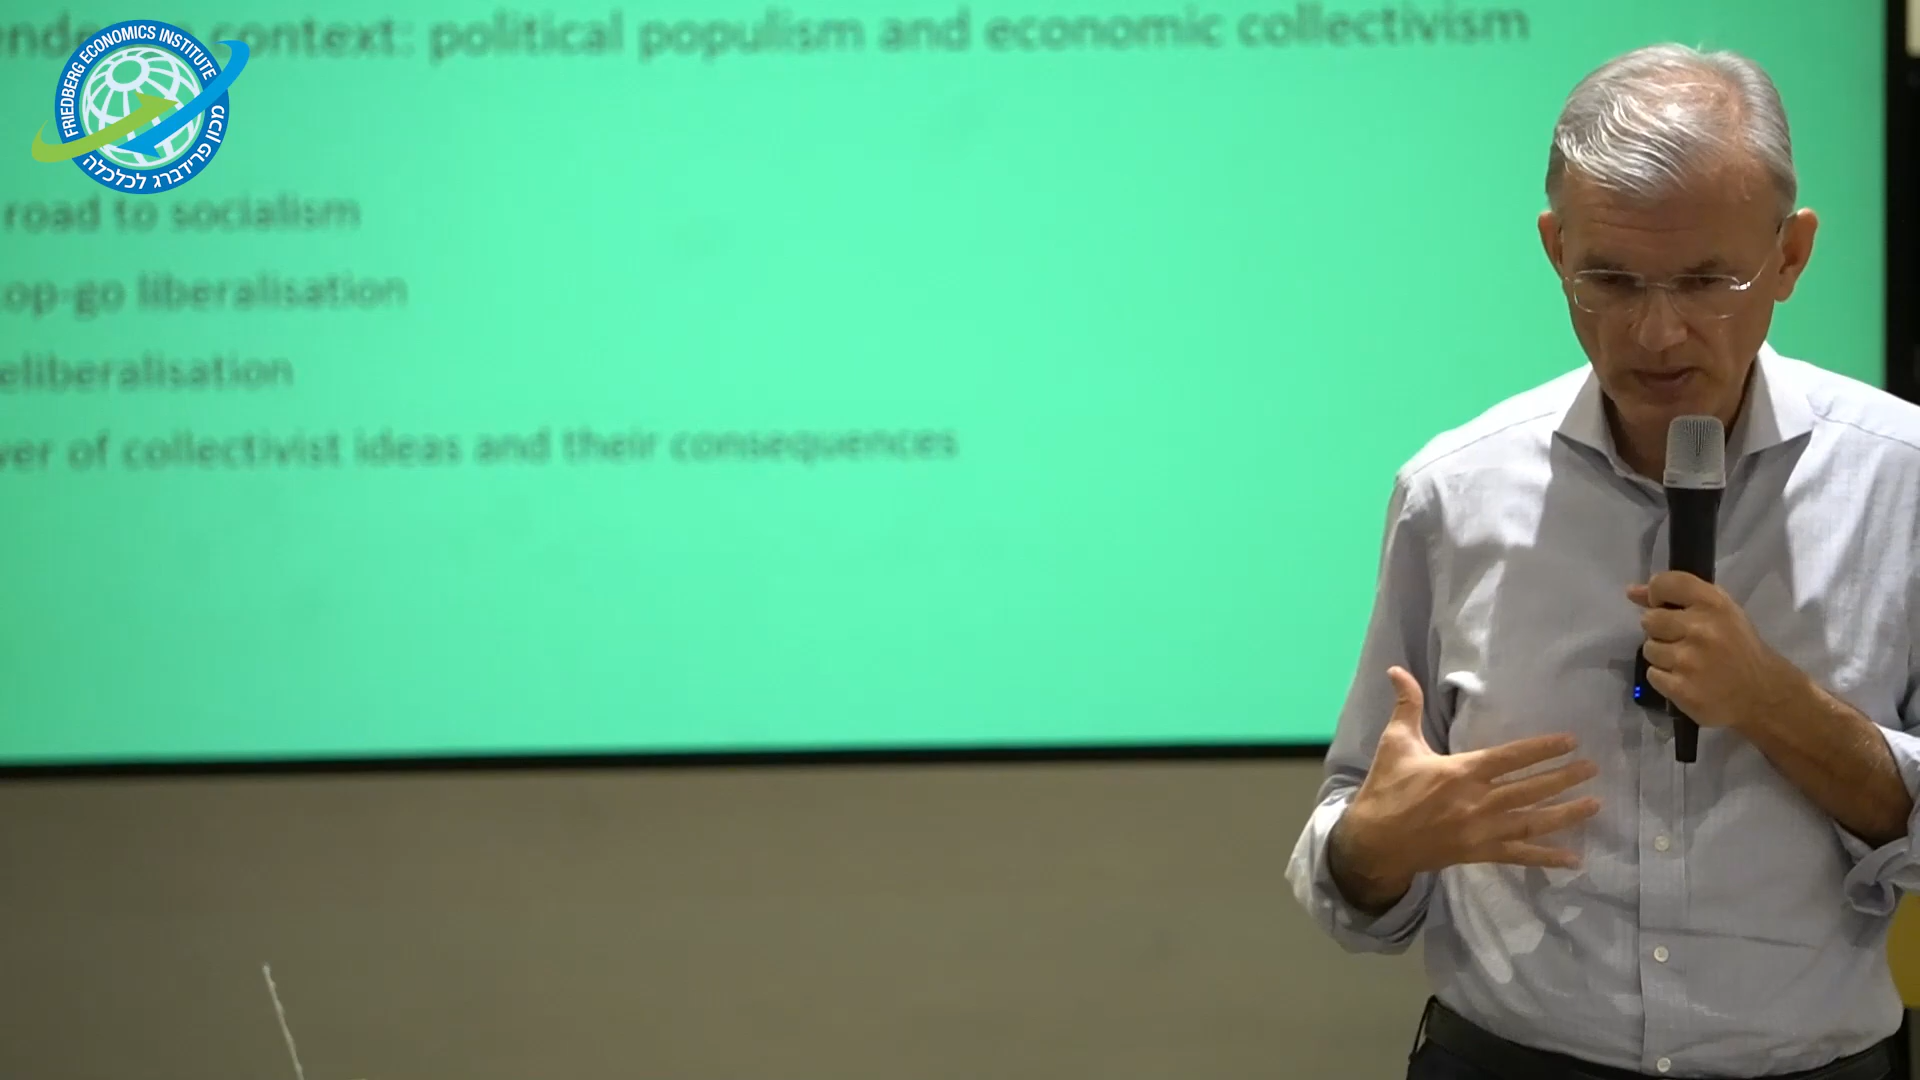 context: political populism and economic collectivism
FRIEDBERG ECONOMICS INSTITUTE
מכון פרידברג לכלכלה
road to socialism
op-go liberalisation
eliberalisation
ver of collectivist ideas and their consequences